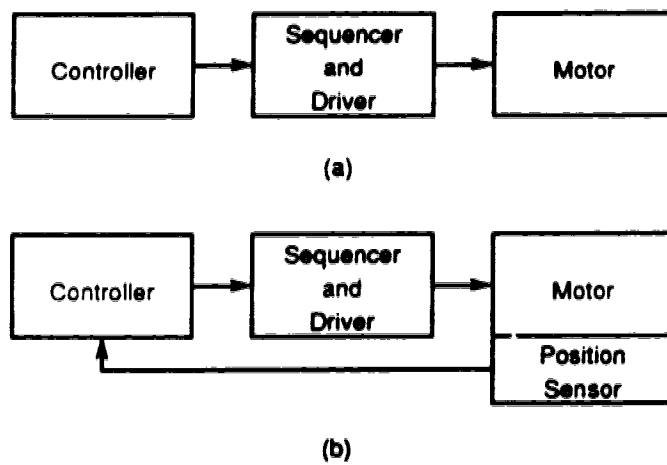 Controller
Sequencer
and
Driver
Motor
(a)
Controller
Sequencer
and
Driver
Motor
Position
Sensor
(b)